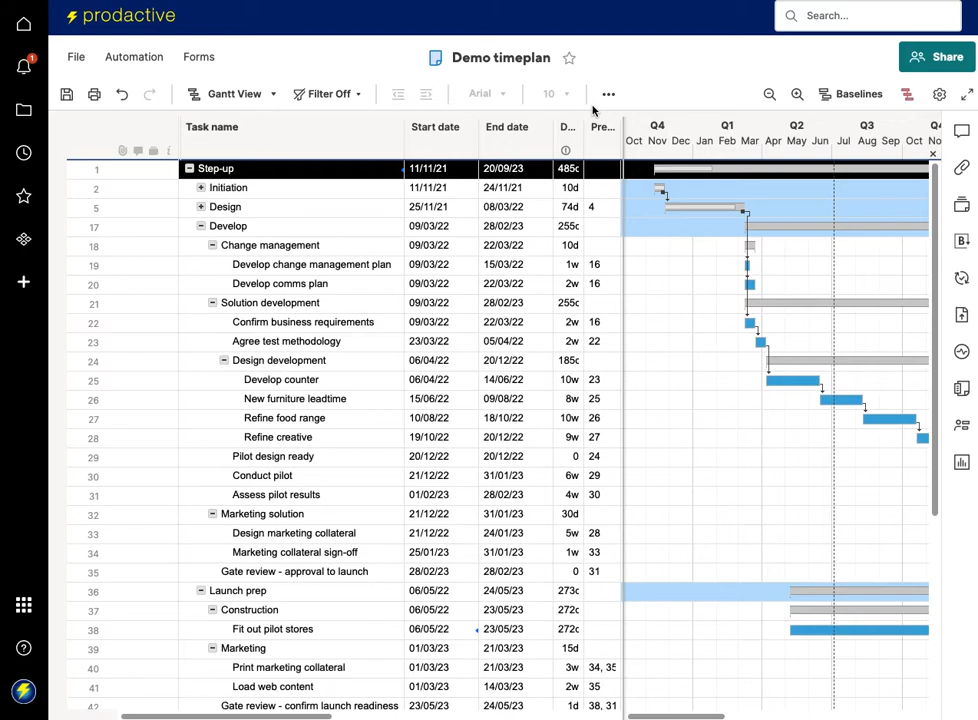 prodactive
Search...
1
File Automation Forms
Demo timeplan
Share
Gantt View Filter Off Arial 10 ••• Baselines
Task name Start date End date D... Pre... Q4 Q1 Q2 Q3 Q4
Oct Nov Dec Jan Feb Mar Apr May Jun Jul Aug Sep Oct No
1 Step-up 11/11/21 20/09/23 485d
2 Initiation 11/11/21 24/11/21 10d
5 Design 25/11/21 08/03/22 74d 4
17 Develop 09/03/22 28/02/23 255d
18 Change management 09/03/22 22/03/22 10d
19 Develop change management plan 09/03/22 15/03/22 1w 16
20 Develop comms plan 09/03/22 22/03/22 2w 16
21 Solution development 09/03/22 28/02/23 255d
22 Confirm business requirements 09/03/22 22/03/22 2w 16
23 Agree test methodology 23/03/22 05/04/22 2w 22
24 Design development 06/04/22 20/12/22 185d
25 Develop counter 06/04/22 14/06/22 10w 23
26 New furniture leadtime 15/06/22 09/08/22 8w 25
27 Refine food range 10/08/22 18/10/22 10w 26
28 Refine creative 19/10/22 20/12/22 9w 27
29 Pilot design ready 20/12/22 20/12/22 0 24
30 Conduct pilot 21/12/22 31/01/23 6w 29
31 Assess pilot results 01/02/23 28/02/23 4w 30
32 Marketing solution 21/12/22 31/01/23 30d
33 Design marketing collateral 21/12/22 24/01/23 5w 28
34 Marketing collateral sign-off 25/01/23 31/01/23 1w 33
35 Gate review - approval to launch 28/02/23 28/02/23 0 31
36 Launch prep 06/05/22 24/05/23 273d
37 Construction 06/05/22 23/05/23 272d
38 Fit out pilot stores 06/05/22 23/05/23 272d
39 Marketing 01/03/23 21/03/23 15d
40 Print marketing collateral 01/03/23 21/03/23 3w 34, 35
41 Load web content 01/03/23 14/03/23 2w 35
42 Gate review - confirm launch readiness 23/05/23 24/05/23 1d 38, 31